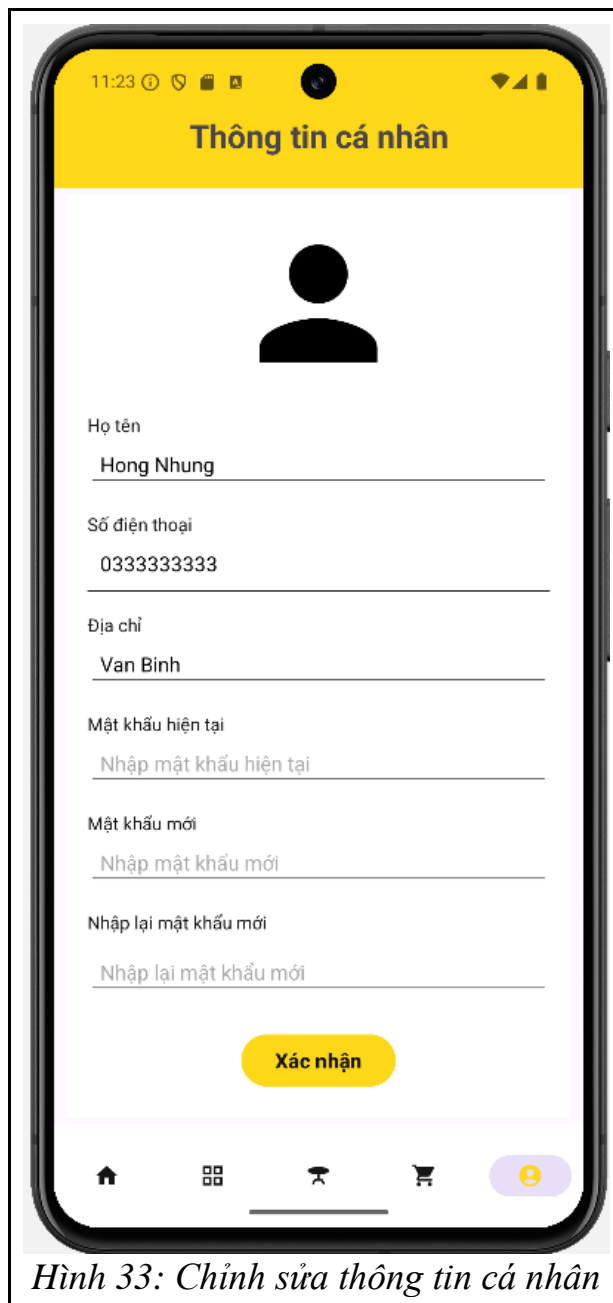 11:23
Thông tin cá nhân
Họ tên
Hong Nhung
Số điện thoại
0333333333
Địa chỉ
Van Binh
Mật khẩu hiện tại
Nhập mật khẩu hiện tại
Mật khẩu mới
Nhập mật khẩu mới
Nhập lại mật khẩu mới
Nhập lại mật khẩu mới
Xác nhận
Hình 33: Chỉnh sửa thông tin cá nhân